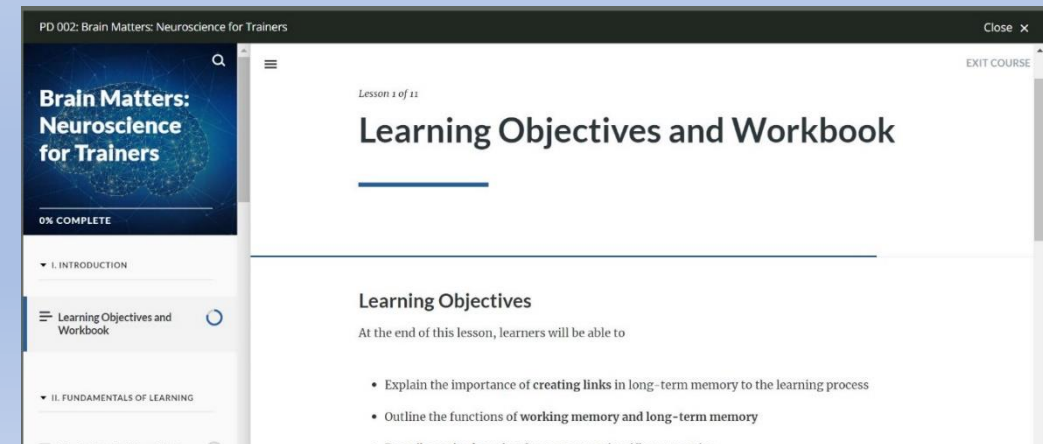 PD 002: Brain Matters: Neuroscience for Trainers
Close ×
Brain Matters:
Neuroscience
for Trainers
0% COMPLETE
I. INTRODUCTION
Learning Objectives and
Workbook
II. FUNDAMENTALS OF LEARNING
EXIT COURSE
Lesson 1 of 11
Learning Objectives and Workbook
Learning Objectives
At the end of this lesson, learners will be able to
• Explain the importance of creating links in long-term memory to the learning process
• Outline the functions of working memory and long-term memory